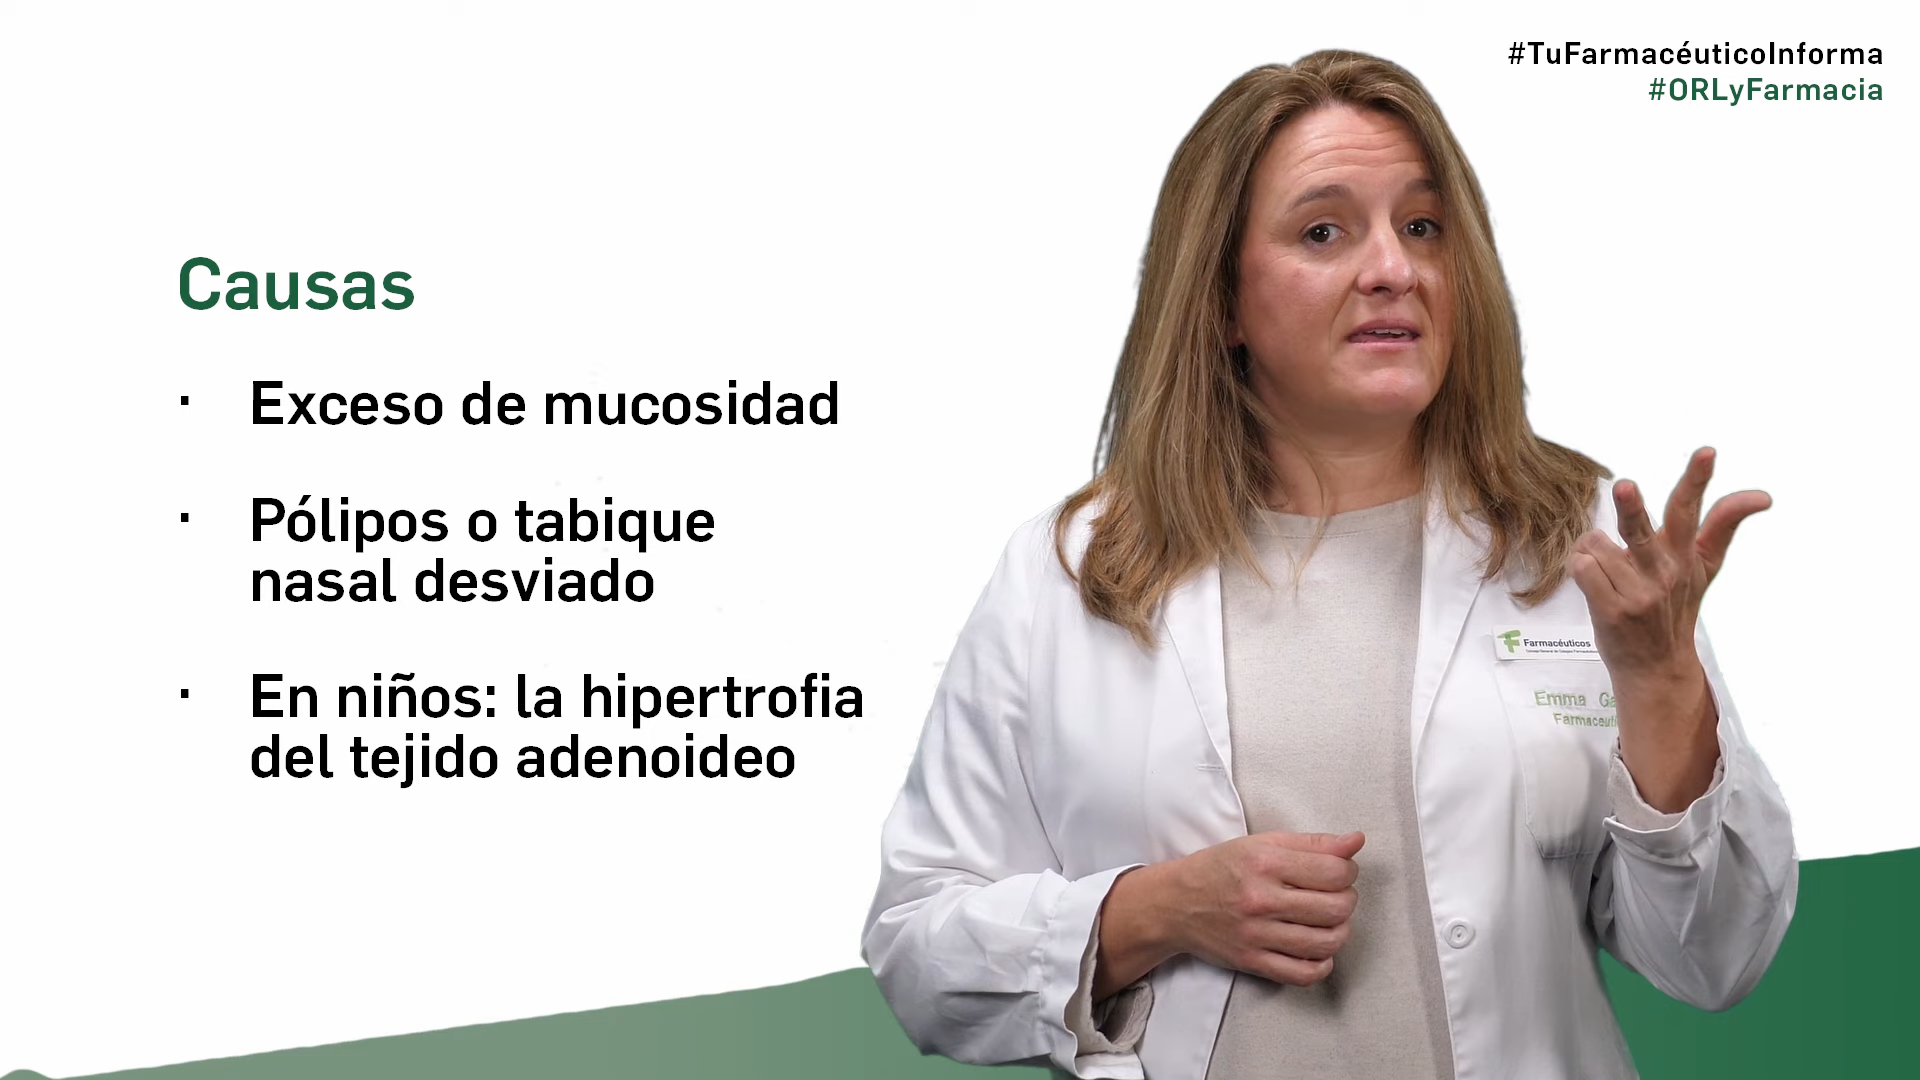 #TuFarmacéuticoInforma
#ORLyFarmacia
Causas
· Exceso de mucosidad
· Pólipos o tabique
nasal desviado
· En niños: la hipertrofia
del tejido adenoideo
Farmacéuticos
Emma